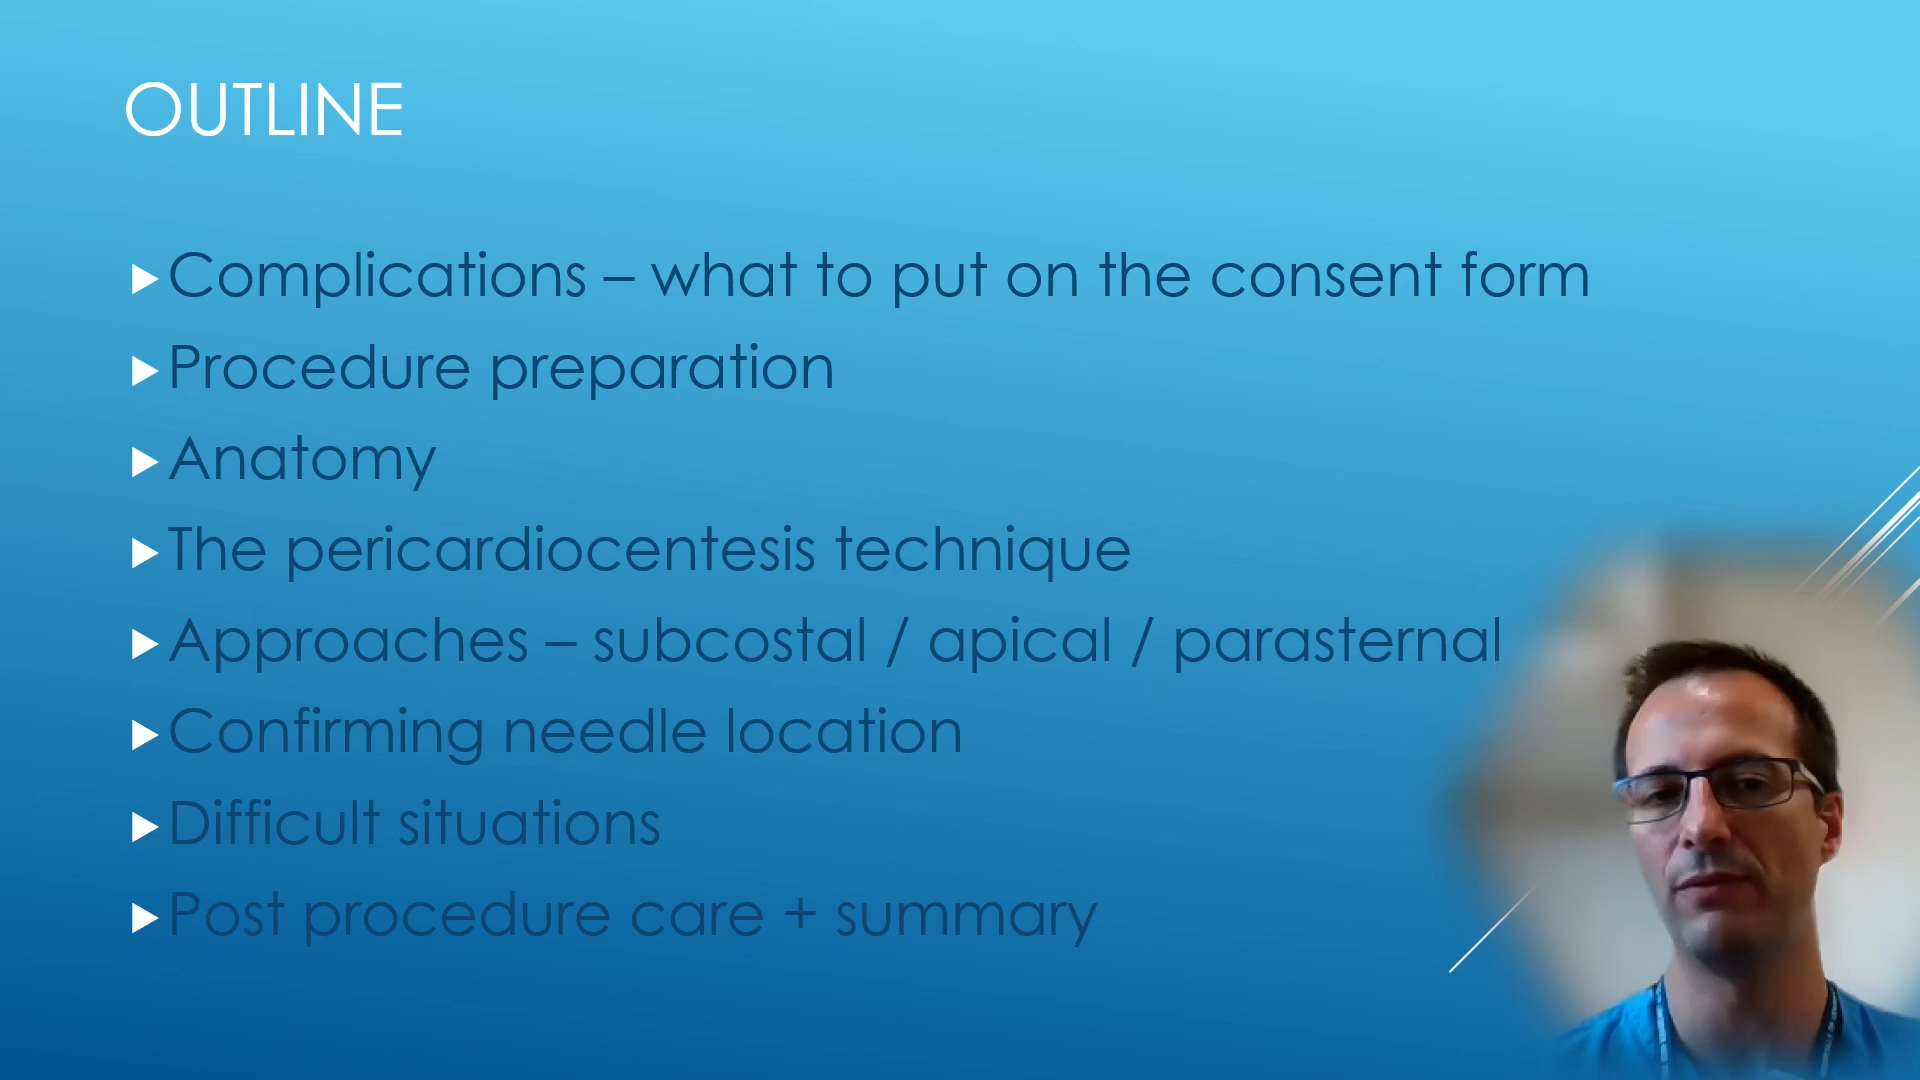 OUTLINE
Complications – what to put on the consent form
Procedure preparation
Anatomy
The pericardiocentesis technique
Approaches – subcostal / apical / parasternal
Confirming needle location
Difficult situations
Post procedure care + summary